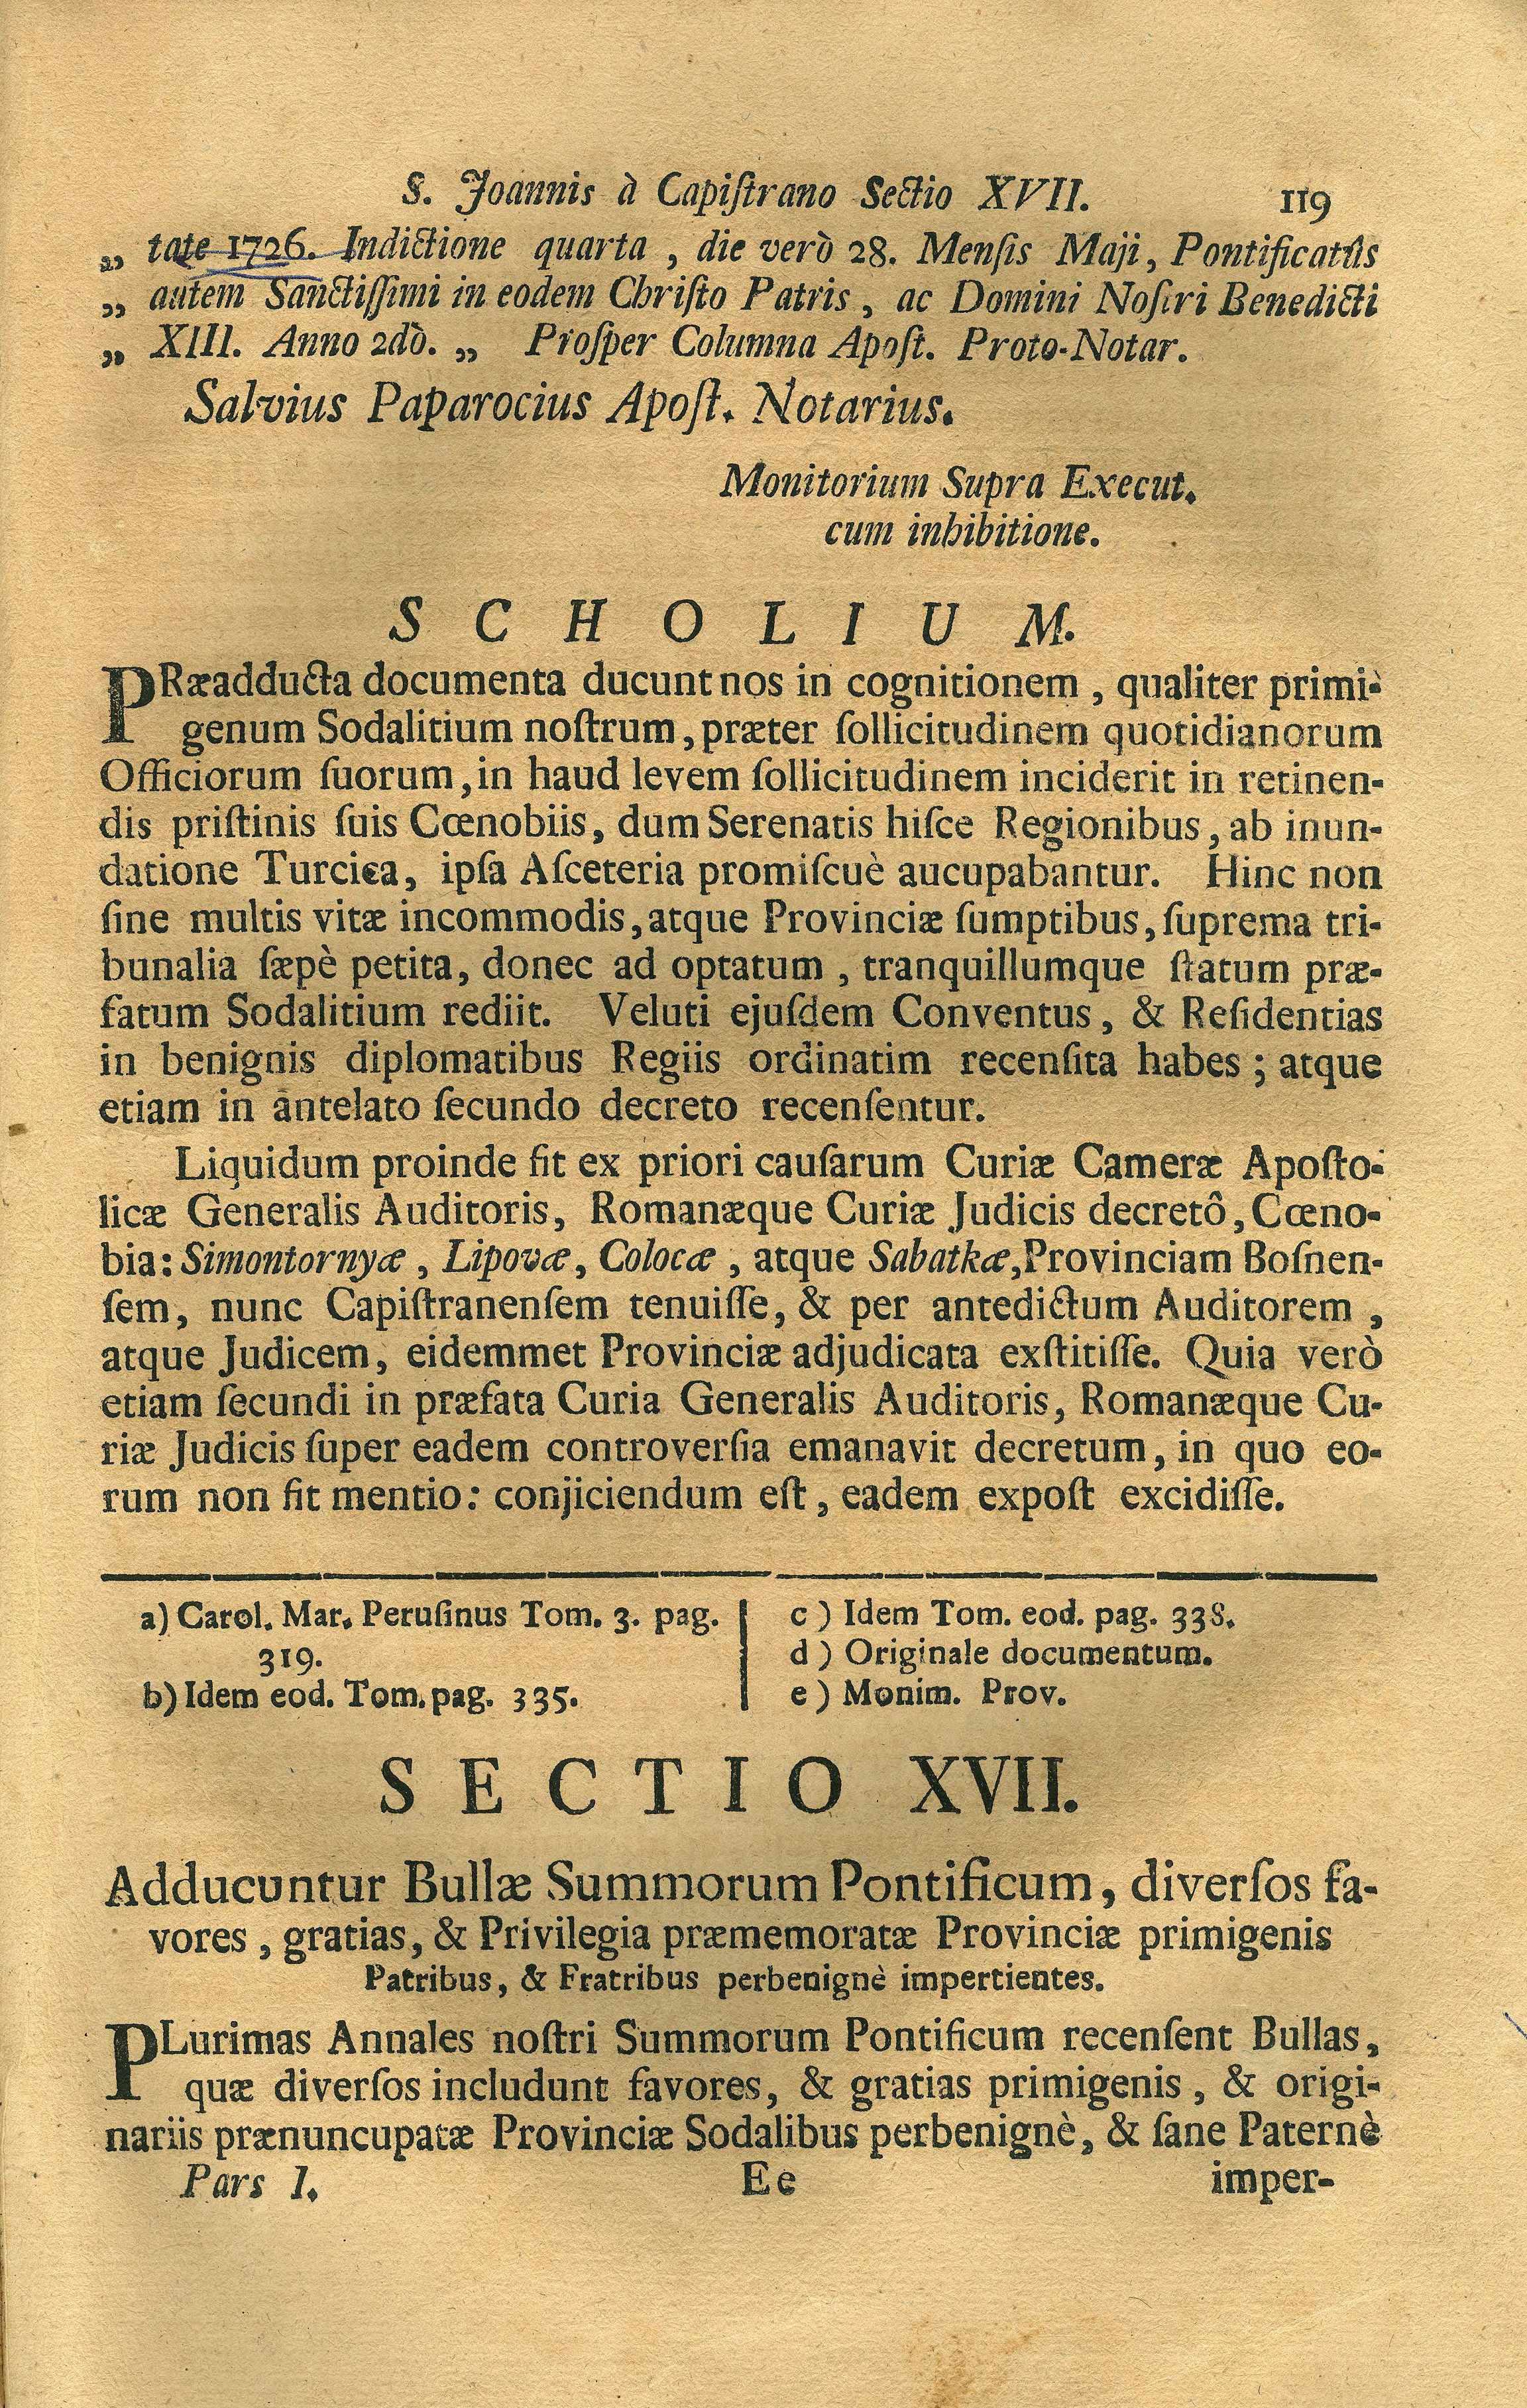 S. Joannis à Capiſtrano Sectio XVII. 119
„ tate 1726. Indictione quarta , die verò 28. Menſis Maji, Pontificatûs
„ autem Sanctiſſimi in eodem Chriſto Patris , ac Domini Noſtri Benedicti
„ XIII. Anno 2dò. „ Proſper Columna Apoſt. Proto-Notar.
Salvius Paparocius Apoſt. Notarius.
Monitorium Supra Execut.
cum inhibitione.
SCHOLIUM.
PRæadducta documenta ducunt nos in cognitionem , qualiter primi-
genum Sodalitium noſtrum, præter ſollicitudinem quotidianorum
Officiorum ſuorum, in haud levem ſollicitudinem inciderit in retinen-
dis priſtinis ſuis Cœnobiis, dum Serenatis hiſce Regionibus, ab inun-
datione Turcica, ipſa Aſceteria promiſcuè aucupabantur. Hinc non
ſine multis vitæ incommodis, atque Provinciæ ſumptibus, ſuprema tri-
bunalia ſæpè petita, donec ad optatum , tranquillumque ſtatum præ-
fatum Sodalitium rediit. Veluti ejuſdem Conventus, & Reſidentias
in benignis diplomatibus Regiis ordinatim recenſita habes ; atque
etiam in antelato ſecundo decreto recenſentur.
Liquidum proinde fit ex priori cauſarum Curiæ Cameræ Apoſto-
licæ Generalis Auditoris, Romanæque Curiæ Judicis decretô, Cœno-
bia: Simontornyæ , Lipovæ, Colocæ , atque Sabatkæ, Provinciam Boſnen-
ſem, nunc Capiſtranenſem tenuiſſe, & per antedictum Auditorem ,
atque Judicem, eidemmet Provinciæ adjudicata exſtitiſſe. Quia verò
etiam ſecundi in præfata Curia Generalis Auditoris, Romanæque Cu-
riæ Judicis ſuper eadem controverſia emanavit decretum, in quo eo-
rum non fit mentio: conjiciendum eſt, eadem expoſt excidiſſe.
a) Carol. Mar. Peruſinus Tom. 3. pag.
319.
b) Idem eod. Tom. pag. 335.
c ) Idem Tom. eod. pag. 338.
d ) Originale documentum.
e ) Monim. Prov.
SECTIO XVII.
Adducuntur Bullæ Summorum Pontificum, diverſos fa-
vores , gratias, & Privilegia præmemoratæ Provinciæ primigenis
Patribus, & Fratribus perbenignè impertientes.
PLurimas Annales noſtri Summorum Pontificum recenſent Bullas,
quæ diverſos includunt favores, & gratias primigenis , & origi-
nariis prænuncupatæ Provinciæ Sodalibus perbenignè, & ſane Paternè
Pars I. Ee imper-